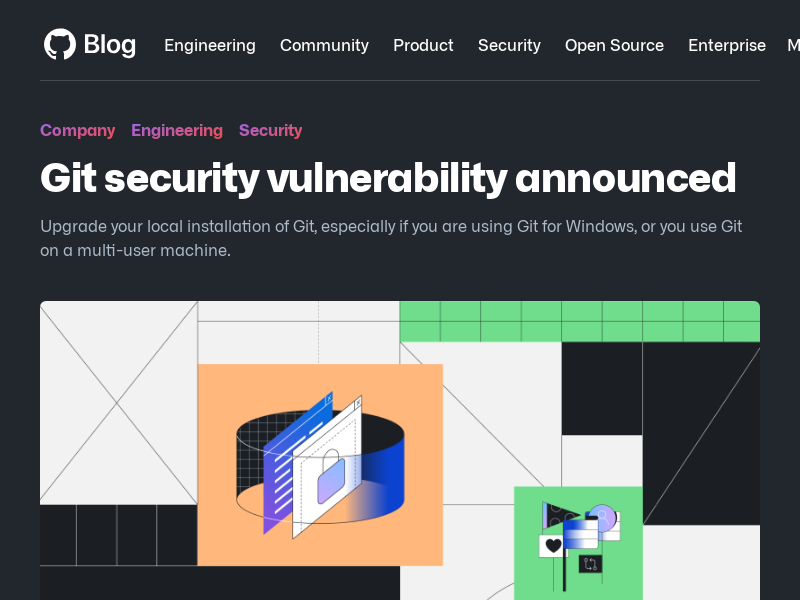 Blog Engineering Community Product Security Open Source Enterprise M
Company Engineering Security
Git security vulnerability announced
Upgrade your local installation of Git, especially if you are using Git for Windows, or you use Git
on a multi-user machine.